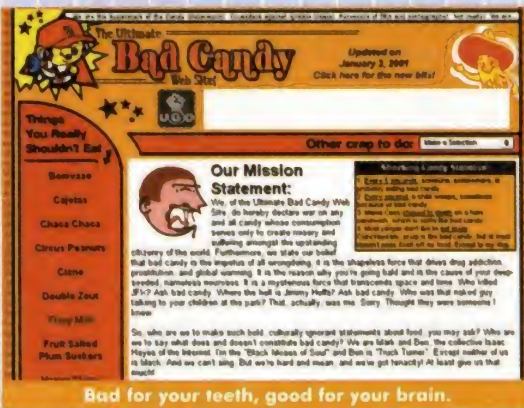 The Ultimate
Bad Candy
Web Site
Updated on
January 3, 2001
Click here for the new bits!
UGO
Other crap to do:
Make a Selection
Things
You Really
Shouldn't Eat
Bonvaso
Cajetas
Chaca Chaca
Circus Peanuts
Double Zout
Fruit Salad
Plum Suckers
Our Mission
Statement:
We, of the Ultimate Bad Candy Web
Site, do hereby declare war on any
and all candy whose consumption
serves only to create misery and
suffering amongst the upstanding
citizenry of the world. Furthermore, we state our belief
that bad candy is the impetus of all wrongdoing, it is the shapeless force that drives drug addiction,
prostitution, and global warming. It is the reason why you're going bald and is the cause of your deep-
seeded, nameless neuroses. It is a mysterious force that transcends space and time. Who killed
JFK? Ask bad candy. Where the hell is Jimmy Hoffa? Ask bad candy. Who was that naked guy
talking to your children at the park? That, actually, was me. Sorry. Thought they were someone I
know.
So, who are we to make such bold, culturally ignorant statements about food, you may ask? Who are
we to say what does and doesn't constitute bad candy? We are Mark and Ben, the collective Isaac
Hayes of the Internet. I'm the "Black Moses of Soul" and Ben is "Truck Turner". Except neither of us
is black. And we can't sing. But we're hard and mean, and we've got tenacity! At least give us that
much!
Bad for your teeth, good for your brain.